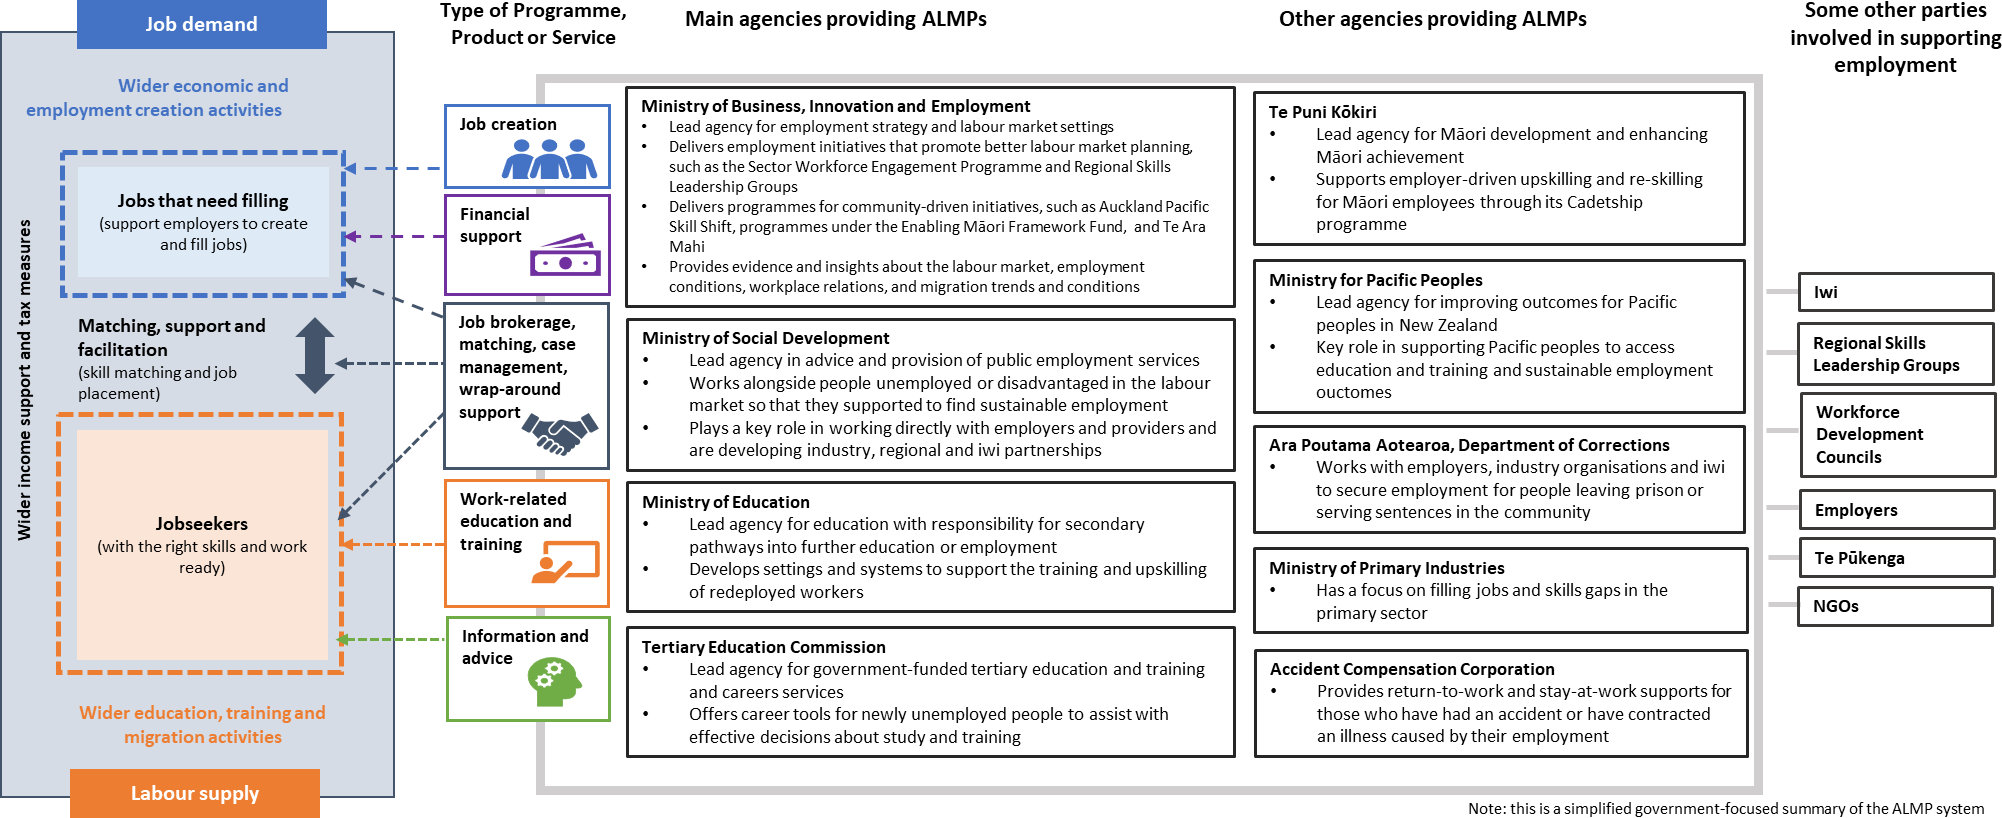 Job demand
Wider economic and
employment creation activities
Jobs that need filling
(support employers to create
and fill jobs)
Wider income support and tax measures
Matching, support and
facilitation
(skill matching and job
placement)
Jobseekers
(with the right skills and work
ready)
Wider education, training and
migration activities
Labour supply
Type of Programme,
Product or Service
Job creation
Financial
support
Job brokerage,
matching, case
management,
wrap-around
support
Work-related
education and
training
Information and
advice
Main agencies providing ALMPs
Ministry of Business, Innovation and Employment
• Lead agency for employment strategy and labour market settings
• Delivers employment initiatives that promote better labour market planning,
such as the Sector Workforce Engagement Programme and Regional Skills
Leadership Groups
• Delivers programmes for community-driven initiatives, such as Auckland Pacific
Skill Shift, programmes under the Enabling Māori Framework Fund, and Te Ara
Mahi
• Provides evidence and insights about the labour market, employment
conditions, workplace relations, and migration trends and conditions
Ministry of Social Development
• Lead agency in advice and provision of public employment services
• Works alongside people unemployed or disadvantaged in the labour
market so that they supported to find sustainable employment
• Plays a key role in working directly with employers and providers and
are developing industry, regional and iwi partnerships
Ministry of Education
• Lead agency for education with responsibility for secondary
pathways into further education or employment
• Develops settings and systems to support the training and upskilling
of redeployed workers
Tertiary Education Commission
• Lead agency for government-funded tertiary education and training
and careers services
• Offers career tools for newly unemployed people to assist with
effective decisions about study and training
Other agencies providing ALMPs
Te Puni Kōkiri
• Lead agency for Māori development and enhancing
Māori achievement
• Supports employer-driven upskilling and re-skilling
for Māori employees through its Cadetship
programme
Ministry for Pacific Peoples
• Lead agency for improving outcomes for Pacific
peoples in New Zealand
• Key role in supporting Pacific peoples to access
education and training and sustainable employment
ouctomes
Ara Poutama Aotearoa, Department of Corrections
• Works with employers, industry organisations and iwi
to secure employment for people leaving prison or
serving sentences in the community
Ministry of Primary Industries
• Has a focus on filling jobs and skills gaps in the
primary sector
Accident Compensation Corporation
• Provides return-to-work and stay-at-work supports for
those who have had an accident or have contracted
an illness caused by their employment
Some other parties
involved in supporting
employment
Iwi
Regional Skills
Leadership Groups
Workforce
Development
Councils
Employers
Te Pūkenga
NGOs
Note: this is a simplified government-focused summary of the ALMP system